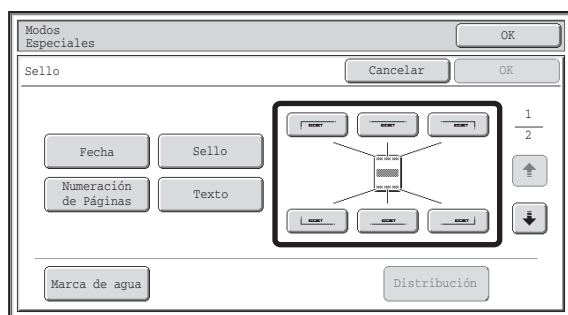 Modos
Especiales
OK
Sello
Cancelar
OK
Fecha
Sello
Numeración
de Páginas
Texto
1
2
Marca de agua
Distribución